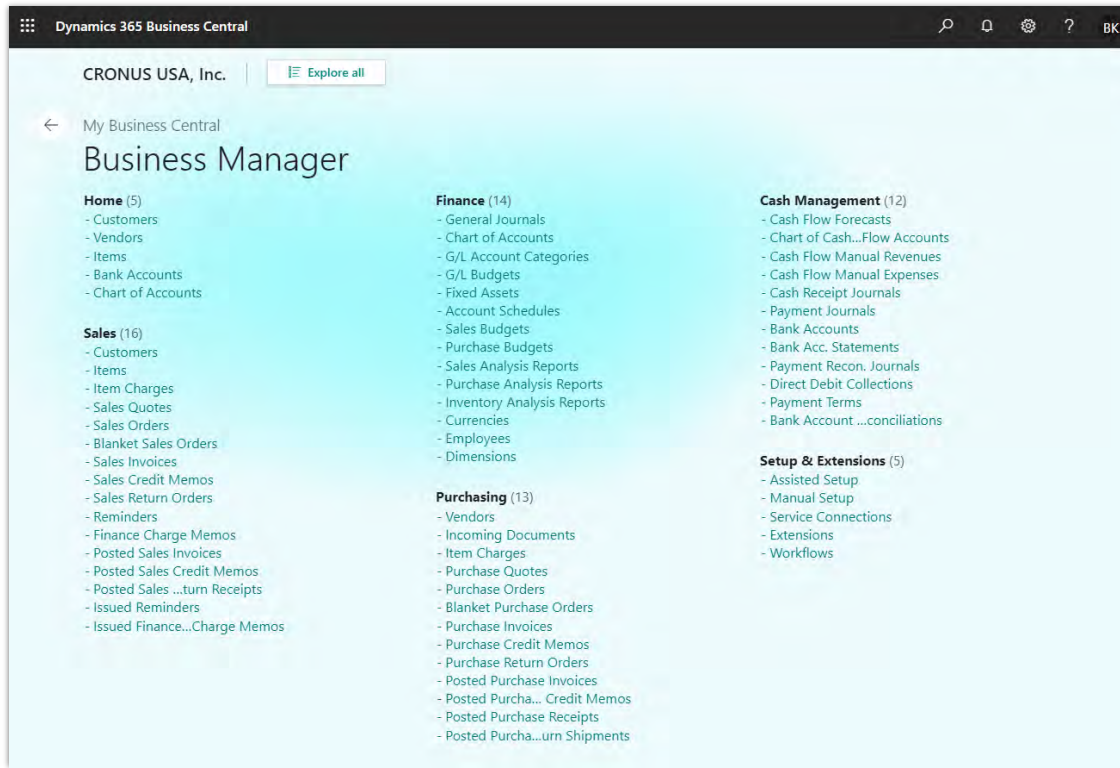 Dynamics 365 Business Central
? BK
CRONUS USA, Inc.
Explore all
My Business Central
Business Manager
Home (5)
- Customers
- Vendors
- Items
- Bank Accounts
- Chart of Accounts
Sales (16)
- Customers
- Items
- Item Charges
- Sales Quotes
- Sales Orders
- Blanket Sales Orders
- Sales Invoices
- Sales Credit Memos
- Sales Return Orders
- Reminders
- Finance Charge Memos
- Posted Sales Invoices
- Posted Sales Credit Memos
- Posted Sales ...turn Receipts
- Issued Reminders
- Issued Finance...Charge Memos
Finance (14)
- General Journals
- Chart of Accounts
- G/L Account Categories
- G/L Budgets
- Fixed Assets
- Account Schedules
- Sales Budgets
- Purchase Budgets
- Sales Analysis Reports
- Purchase Analysis Reports
- Inventory Analysis Reports
- Currencies
- Employees
- Dimensions
Purchasing (13)
- Vendors
- Incoming Documents
- Item Charges
- Purchase Quotes
- Purchase Orders
- Blanket Purchase Orders
- Purchase Invoices
- Purchase Credit Memos
- Purchase Return Orders
- Posted Purchase Invoices
- Posted Purcha... Credit Memos
- Posted Purchase Receipts
- Posted Purcha...urn Shipments
Cash Management (12)
- Cash Flow Forecasts
- Chart of Cash...Flow Accounts
- Cash Flow Manual Revenues
- Cash Flow Manual Expenses
- Cash Receipt Journals
- Payment Journals
- Bank Accounts
- Bank Acc. Statements
- Payment Recon. Journals
- Direct Debit Collections
- Payment Terms
- Bank Account ...conciliations
Setup & Extensions (5)
- Assisted Setup
- Manual Setup
- Service Connections
- Extensions
- Workflows